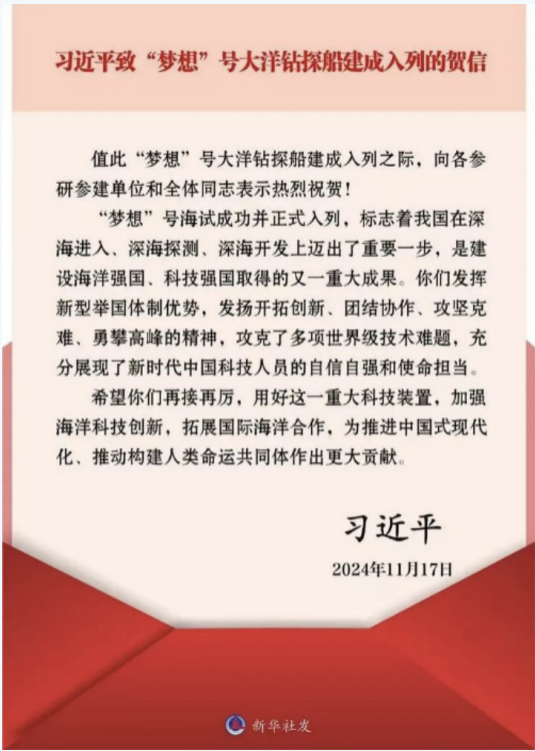 习近平致“梦想”号大洋钻探船建成入列的贺信
值此“梦想”号大洋钻探船建成入列之际，向各参
研参建单位和全体同志表示热烈祝贺！
“梦想”号海试成功并正式入列，标志着我国在深
海进入、深海探测、深海开发上迈出了重要一步，是建
设海洋强国、科技强国取得的又一重大成果。你们发挥
新型举国体制优势，发扬开拓创新、团结协作、攻坚克
难、勇攀高峰的精神，攻克了多项世界级技术难题，充
分展现了新时代中国科技人员的自信自强和使命担当。
希望你们再接再厉，用好这一重大科技装置，加强
海洋科技创新，拓展国际海洋合作，为推进中国式现代
化、推动构建人类命运共同体作出更大贡献。
习近平
2024年11月17日
新华社发